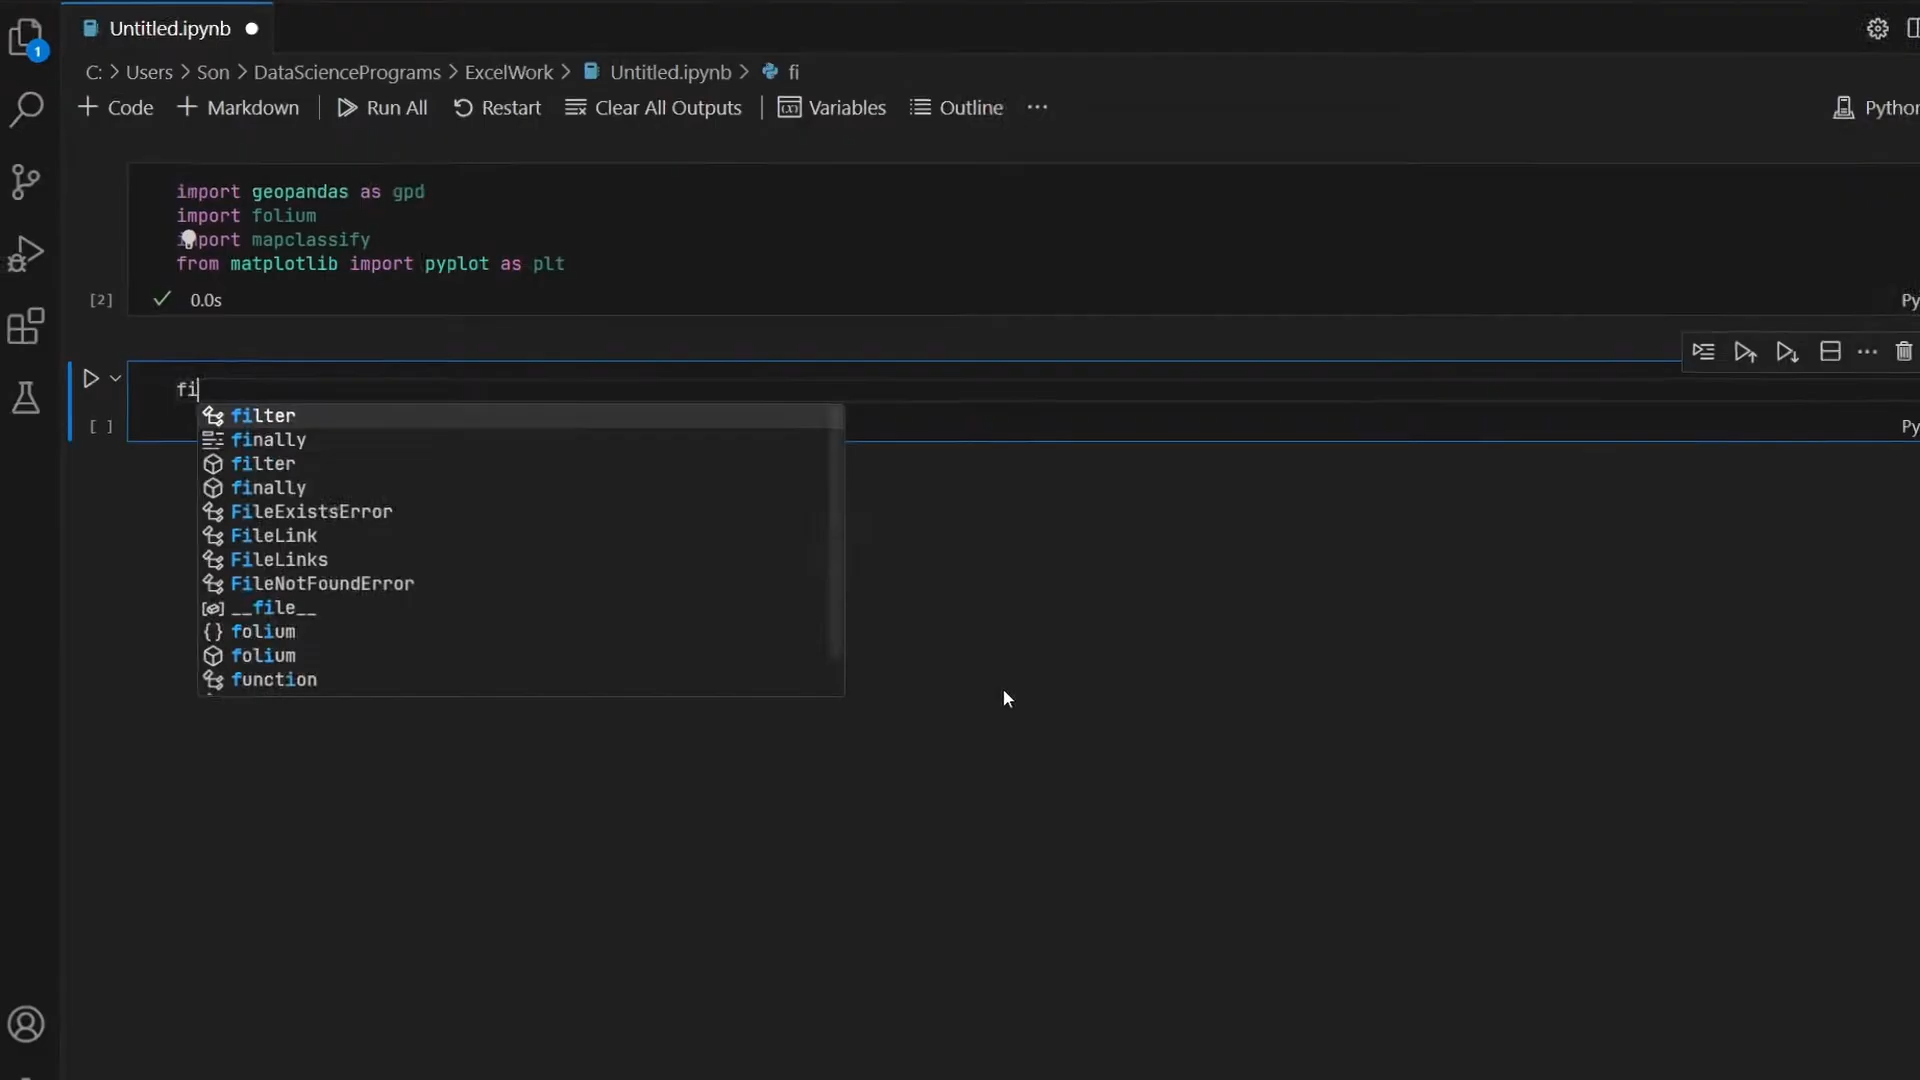 Untitled.ipynb
1
C: > Users > Son > DataSciencePrograms > ExcelWork > Untitled.ipynb > fi
Code
Markdown
Run All
Restart
Clear All Outputs
Variables
Outline
...
import geopandas as gpd
import folium
import mapclassify
from matplotlib import pyplot as plt
[2]
0.0s
Py
fi
[ ]
Py
filter
finally
filter
finally
FileExistsError
FileLink
FileLinks
FileNotFoundError
__file__
folium
folium
function